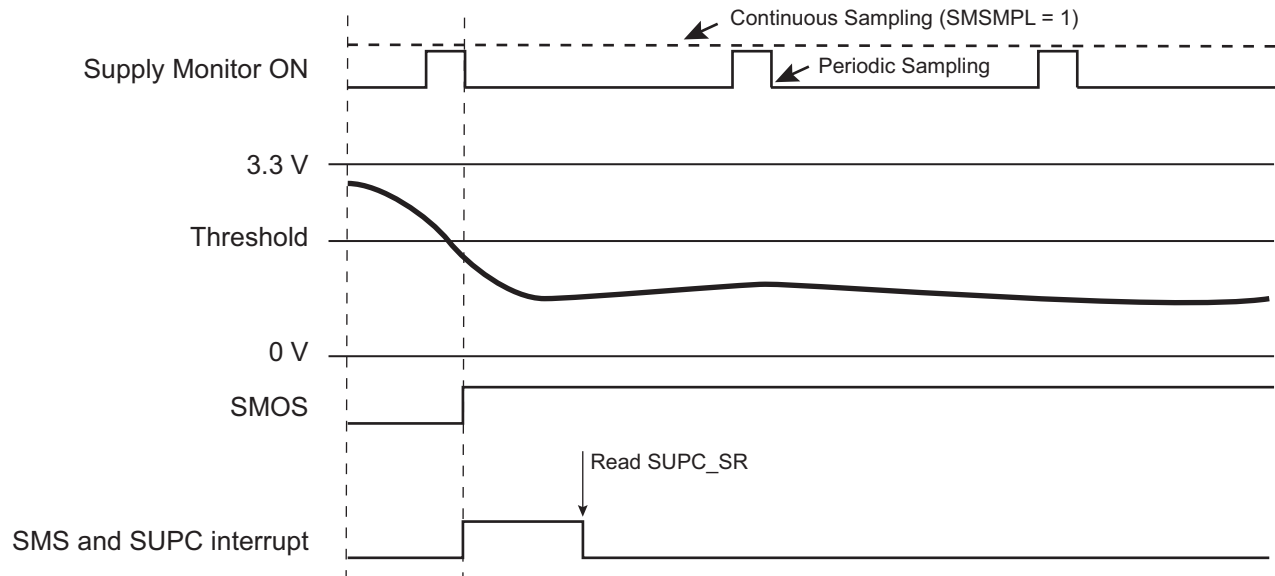 Continuous Sampling (SMSMPL = 1)
Supply Monitor ON
Periodic Sampling
3.3 V
Threshold
0 V
SMOS
Read SUPC_SR
SMS and SUPC interrupt